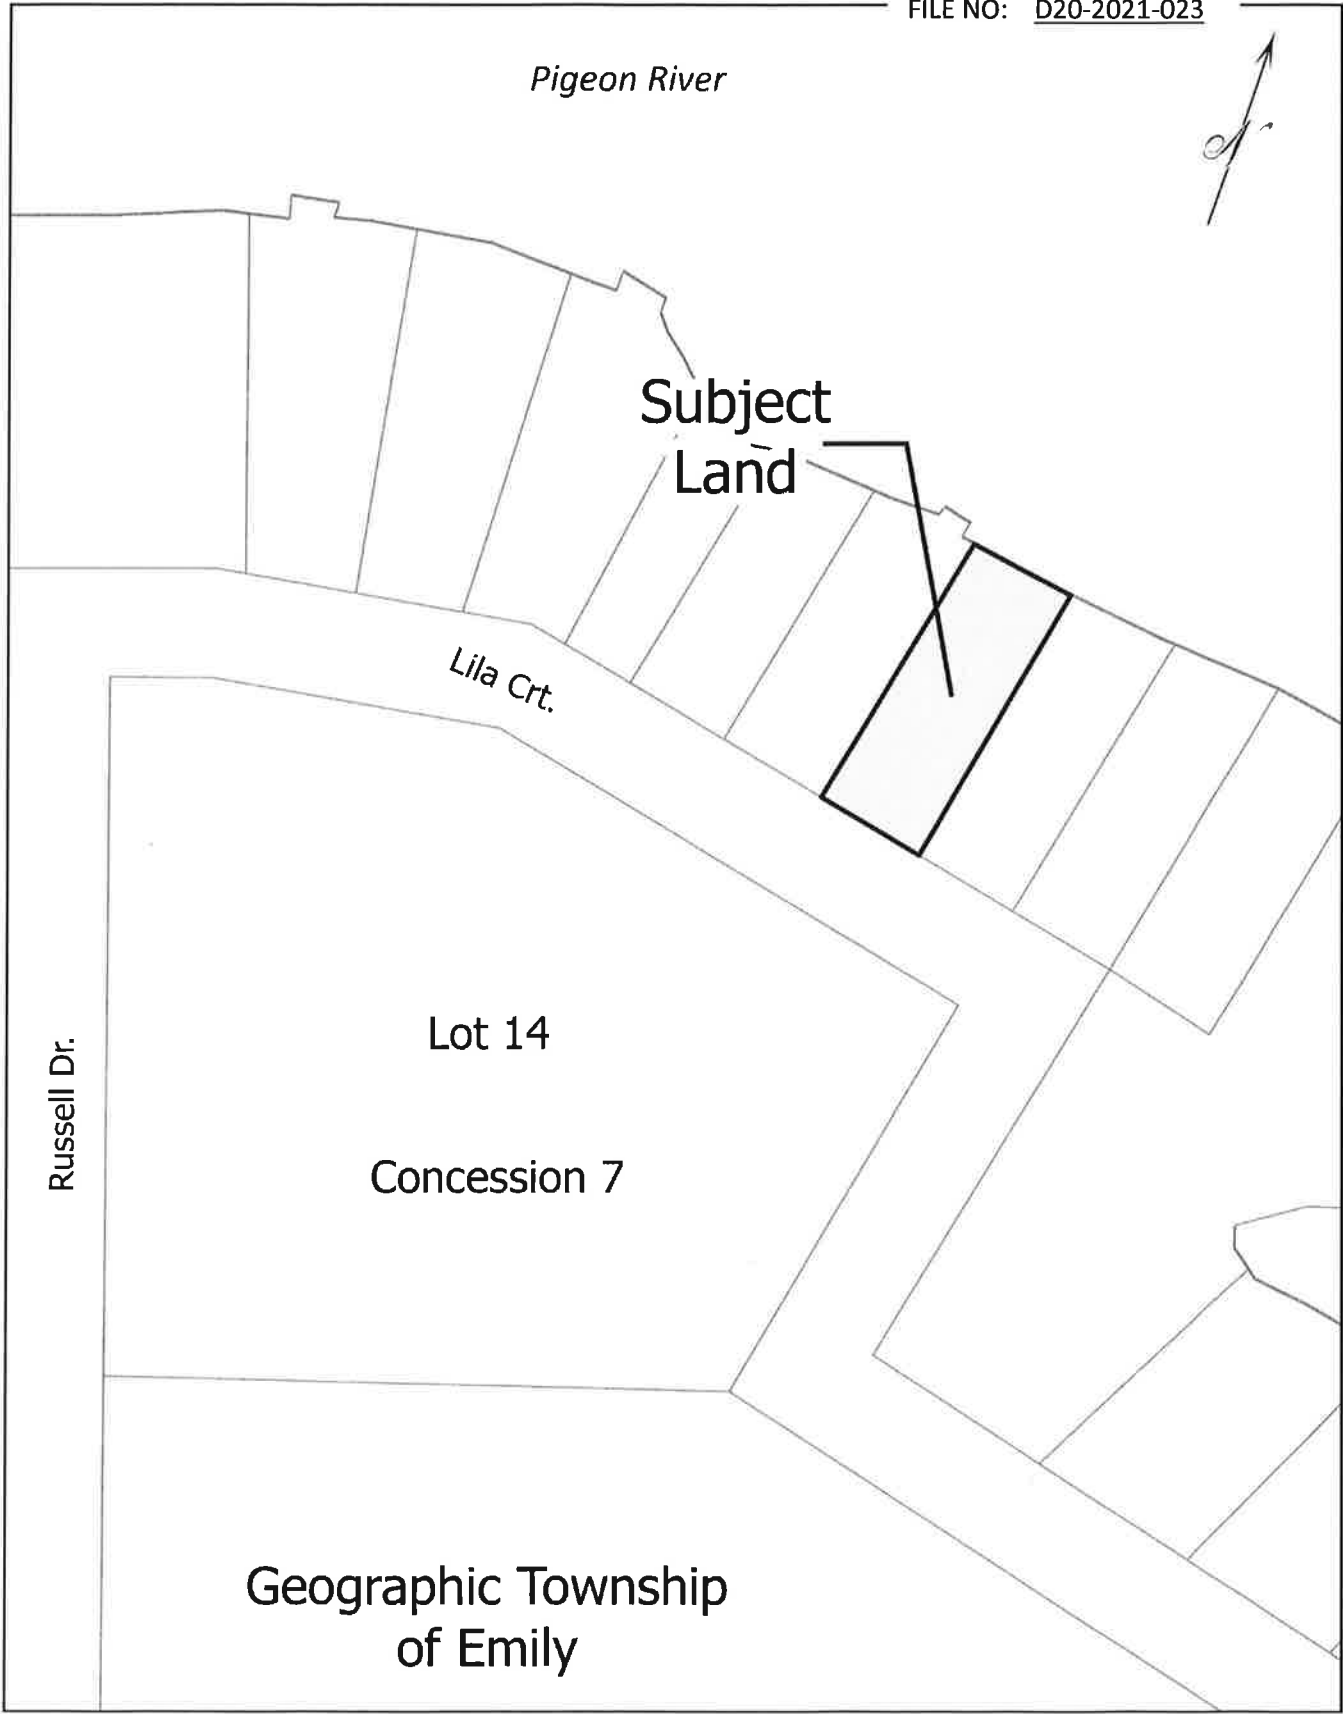 FILE NO: D20-2021-023
Pigeon River
Subject
Land
Lila Crt.
Lot 14
Russell Dr.
Concession 7
Geographic Township
of Emily